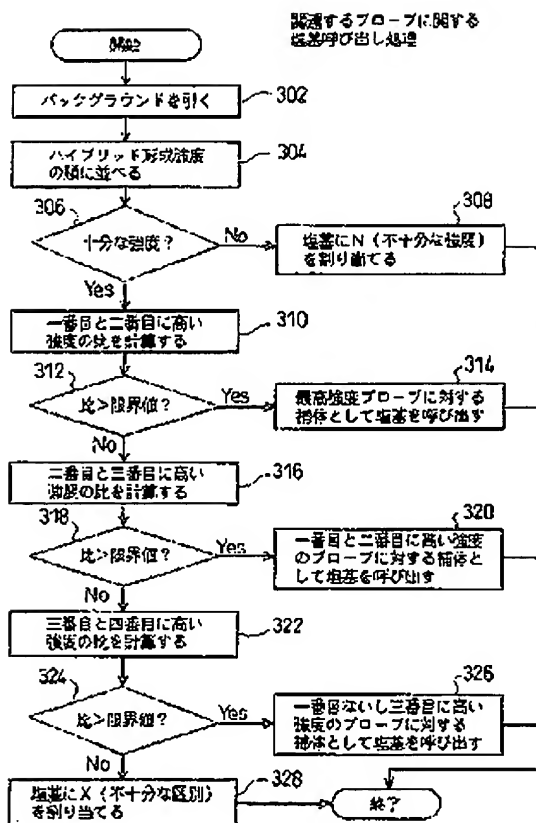 関連するプローブに関する
塩基呼び出し処理
開始
バックグラウンドを引く
302
ハイブリッド形成強度
の順に並べる
304
306
十分な強度?
No
308
塩基にN(不十分な強度)
を割り当てる
Yes
一番目と二番目に高い
強度の比を計算する
310
312
比>限界値?
Yes
314
最高強度プローブに対する
補体として塩基を呼び出す
No
二番目と三番目に高い
強度の比を計算する
316
318
比>限界値?
Yes
320
一番目と二番目に高い強度
のプローブに対する補体と
して塩基を呼び出す
No
三番目と四番目に高い
強度の比を計算する
322
324
比>限界値?
Yes
326
一番目ないし三番目に高い
強度のプローブに対する
補体として塩基を呼び出す
No
塩基にX(不十分な区別)
を割り当てる
328
終了